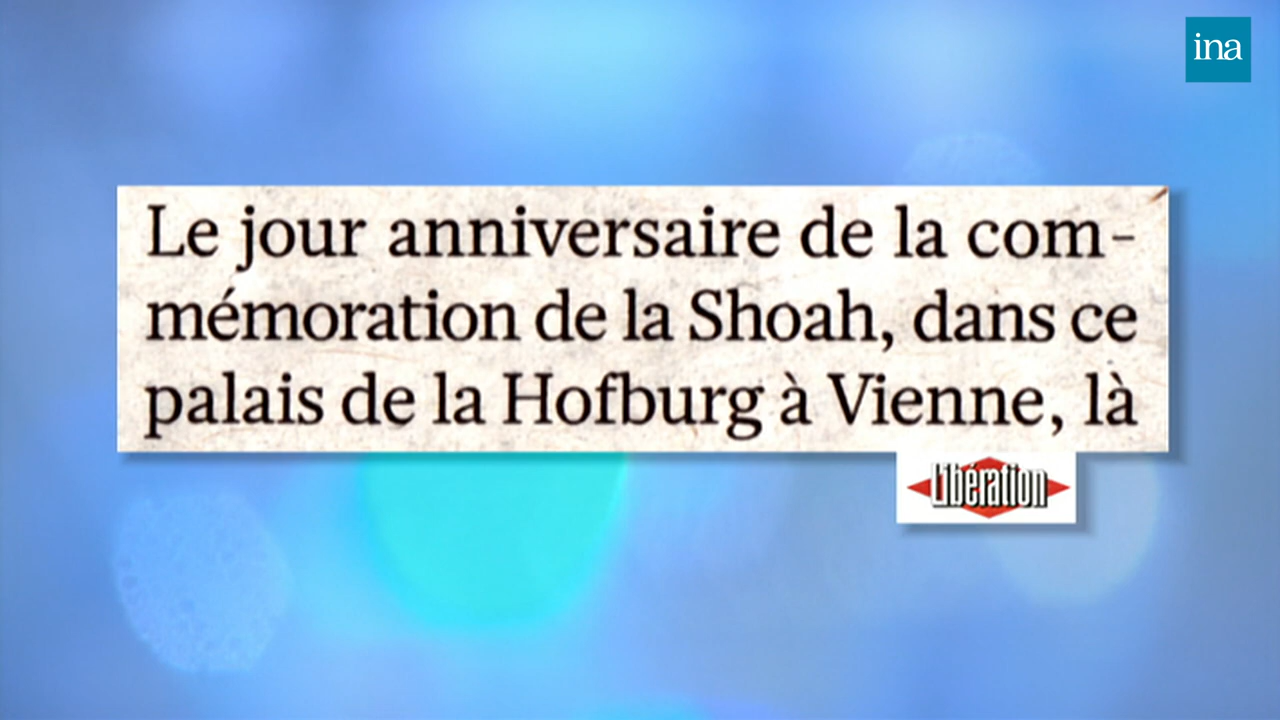 ina
Le jour anniversaire de la com-
mémoration de la Shoah, dans ce
palais de la Hofburg à Vienne, là
Libération